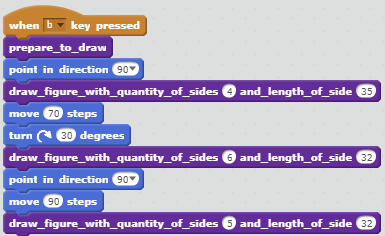 when b key pressed
prepare_to_draw
point in direction 90
draw_figure_with_quantity_of_sides 4 and_length_of_side 35
move 70 steps
turn 30 degrees
draw_figure_with_quantity_of_sides 6 and_length_of_side 32
point in direction 90
move 90 steps
draw_figure_with_quantity_of_sides 5 and_length_of_side 32